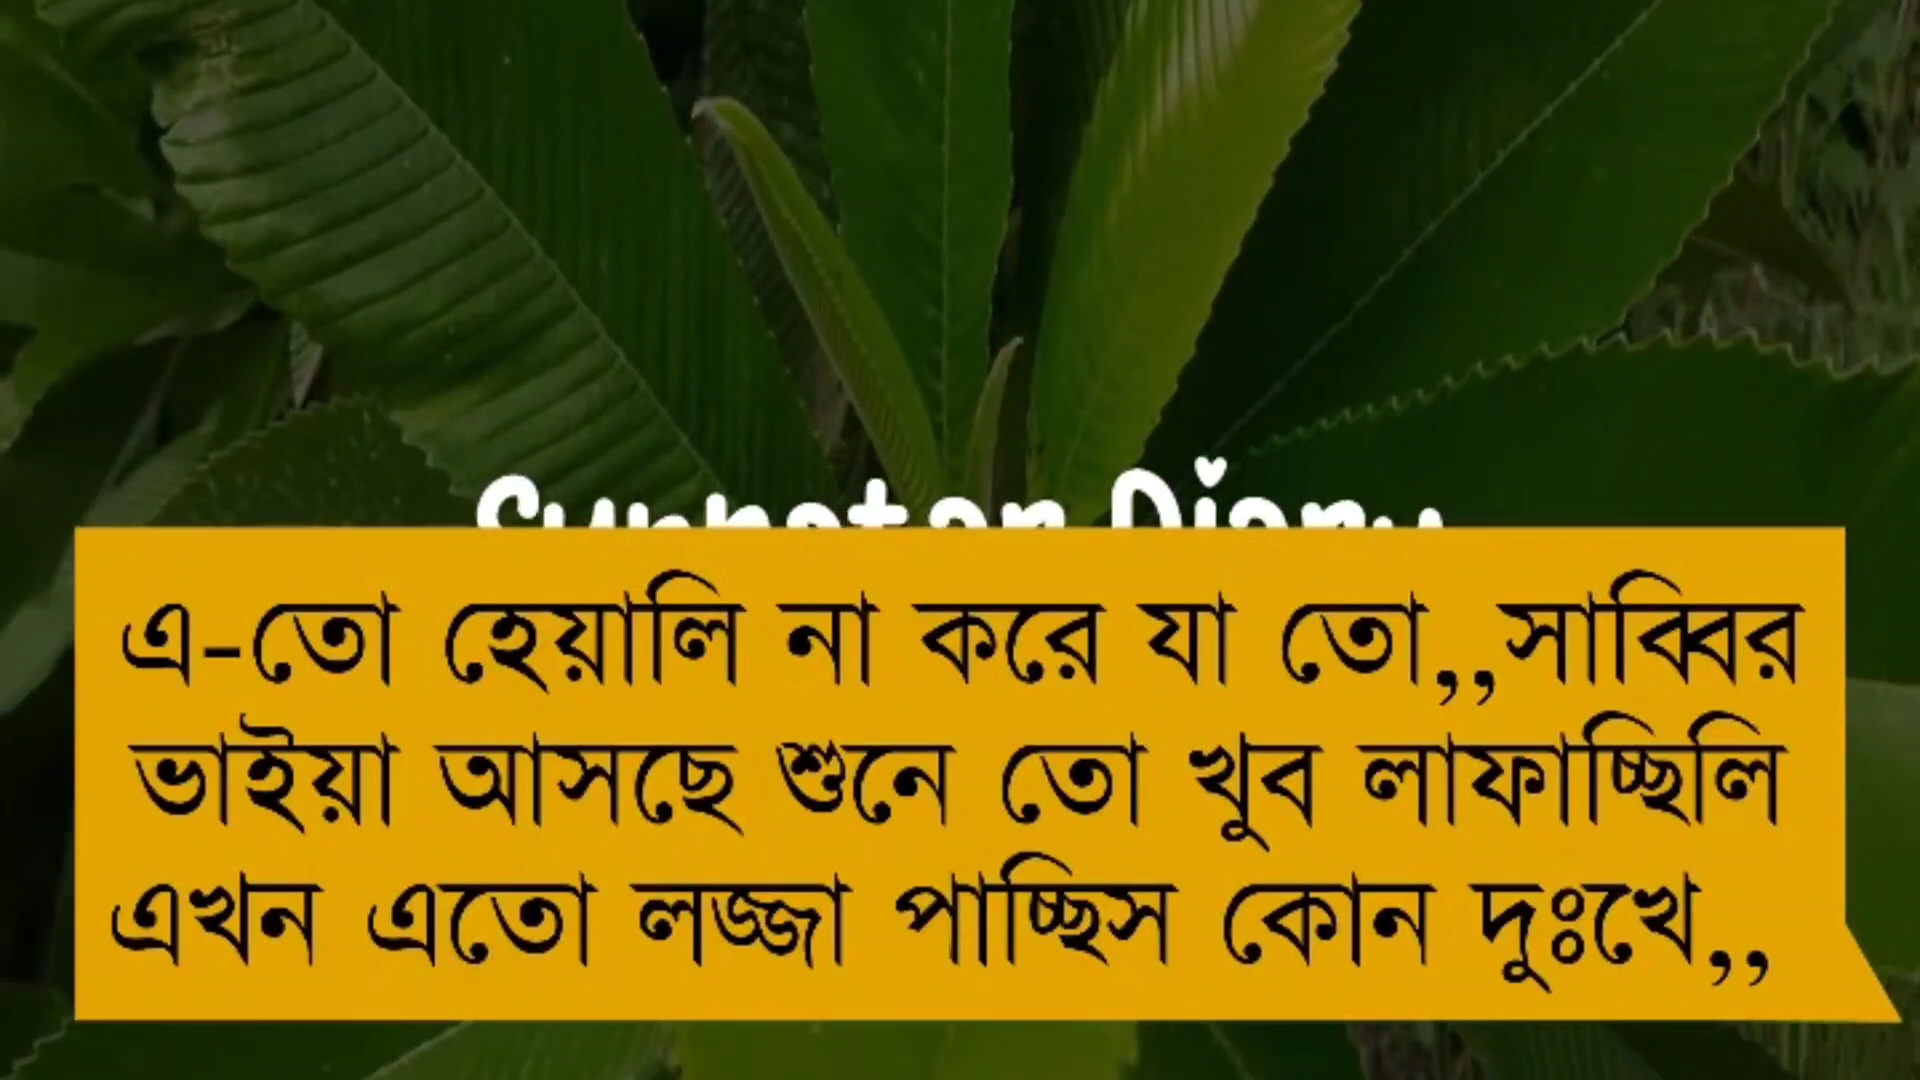 এ-তো হেয়ালি না করে যা তো,,সাব্বির
ভাইয়া আসছে শুনে তো খুব লাফাচ্ছিলি
এখন এতো লজ্জা পাচ্ছিস কোন দুঃখে,,